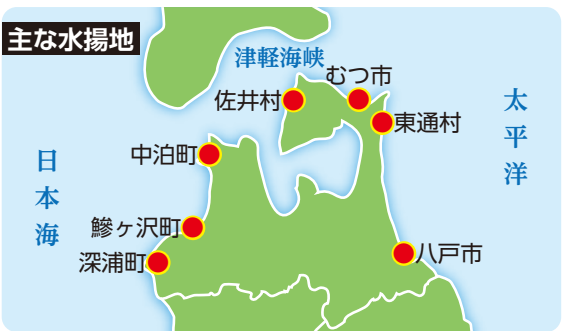 主な水揚地
津軽海峡
むつ市
佐井村
東通村
太平洋
中泊町
日本海
鰺ヶ沢町
深浦町
八戸市